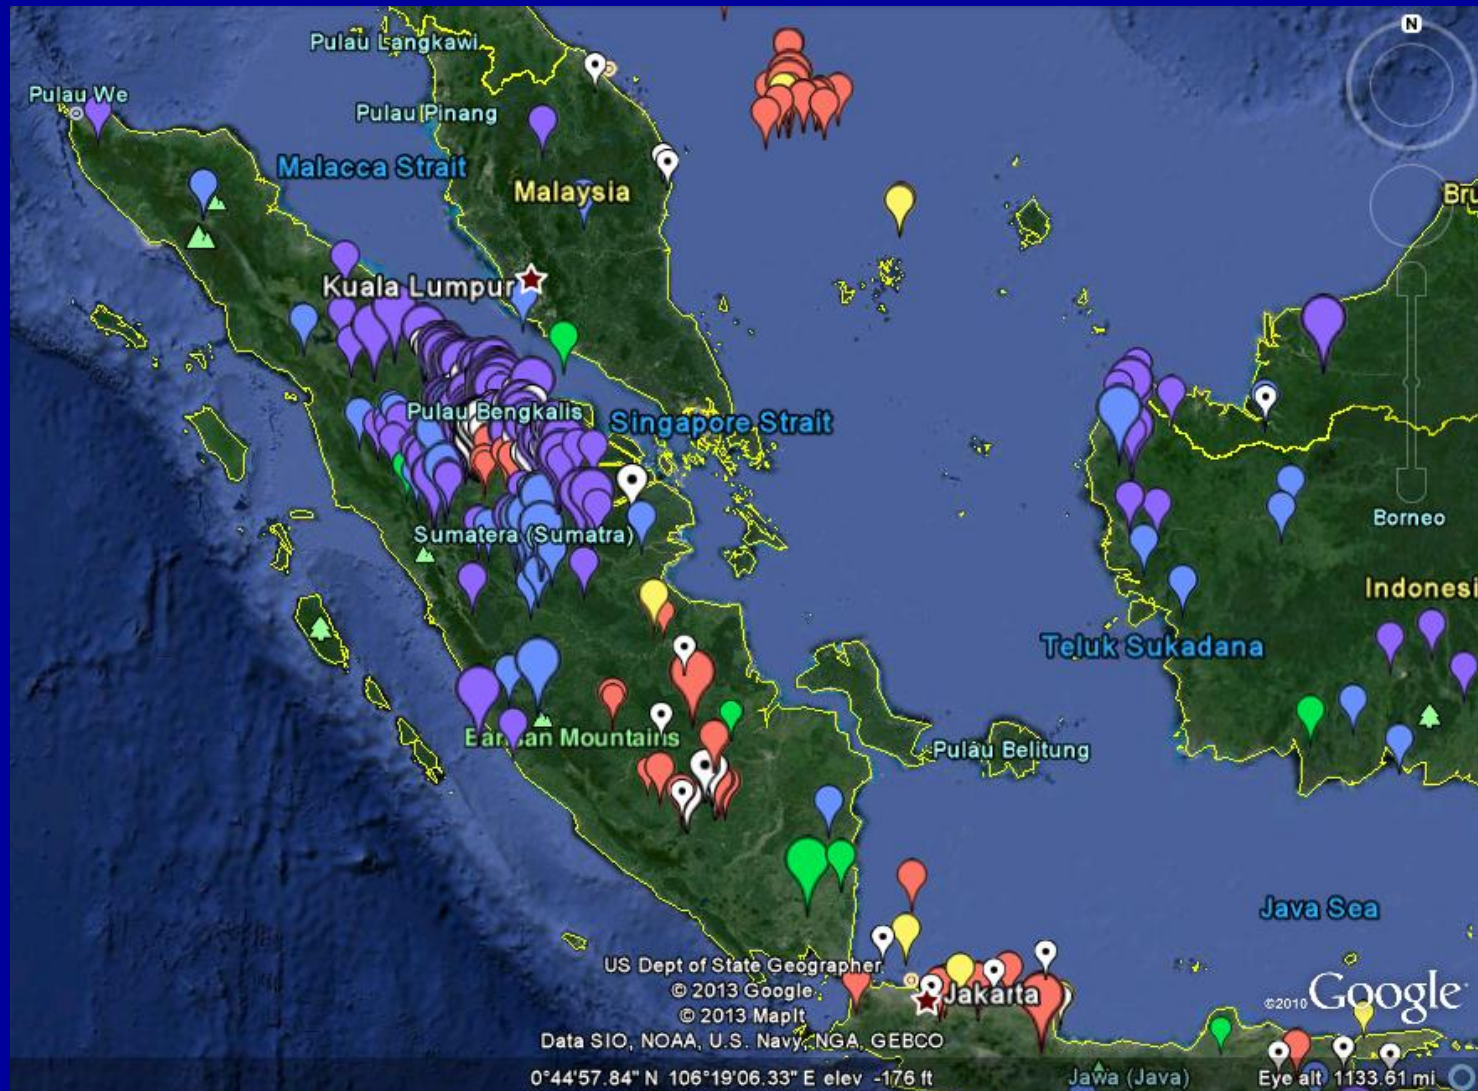 N
Pulau Langkawi
Pulau We
Pulau Pinang
Malacca Strait
Malaysia
Bru
Kuala Lumpur
Pulau Bengkalis
Singapore Strait
Sumatera (Sumatra)
Borneo
Indonesi
Teluk Sukadana
Barisan Mountains
Pulau Belitung
Java Sea
US Dept of State Geographer
© 2013 Google
© 2013 MapIt
Data SIO, NOAA, U.S. Navy, NGA, GEBCO
Jakarta
©2010 Google
0°44'57.84" N 106°19'06.33" E elev -176 ft
Jawa (Java)
Eye alt 1133.61 mi